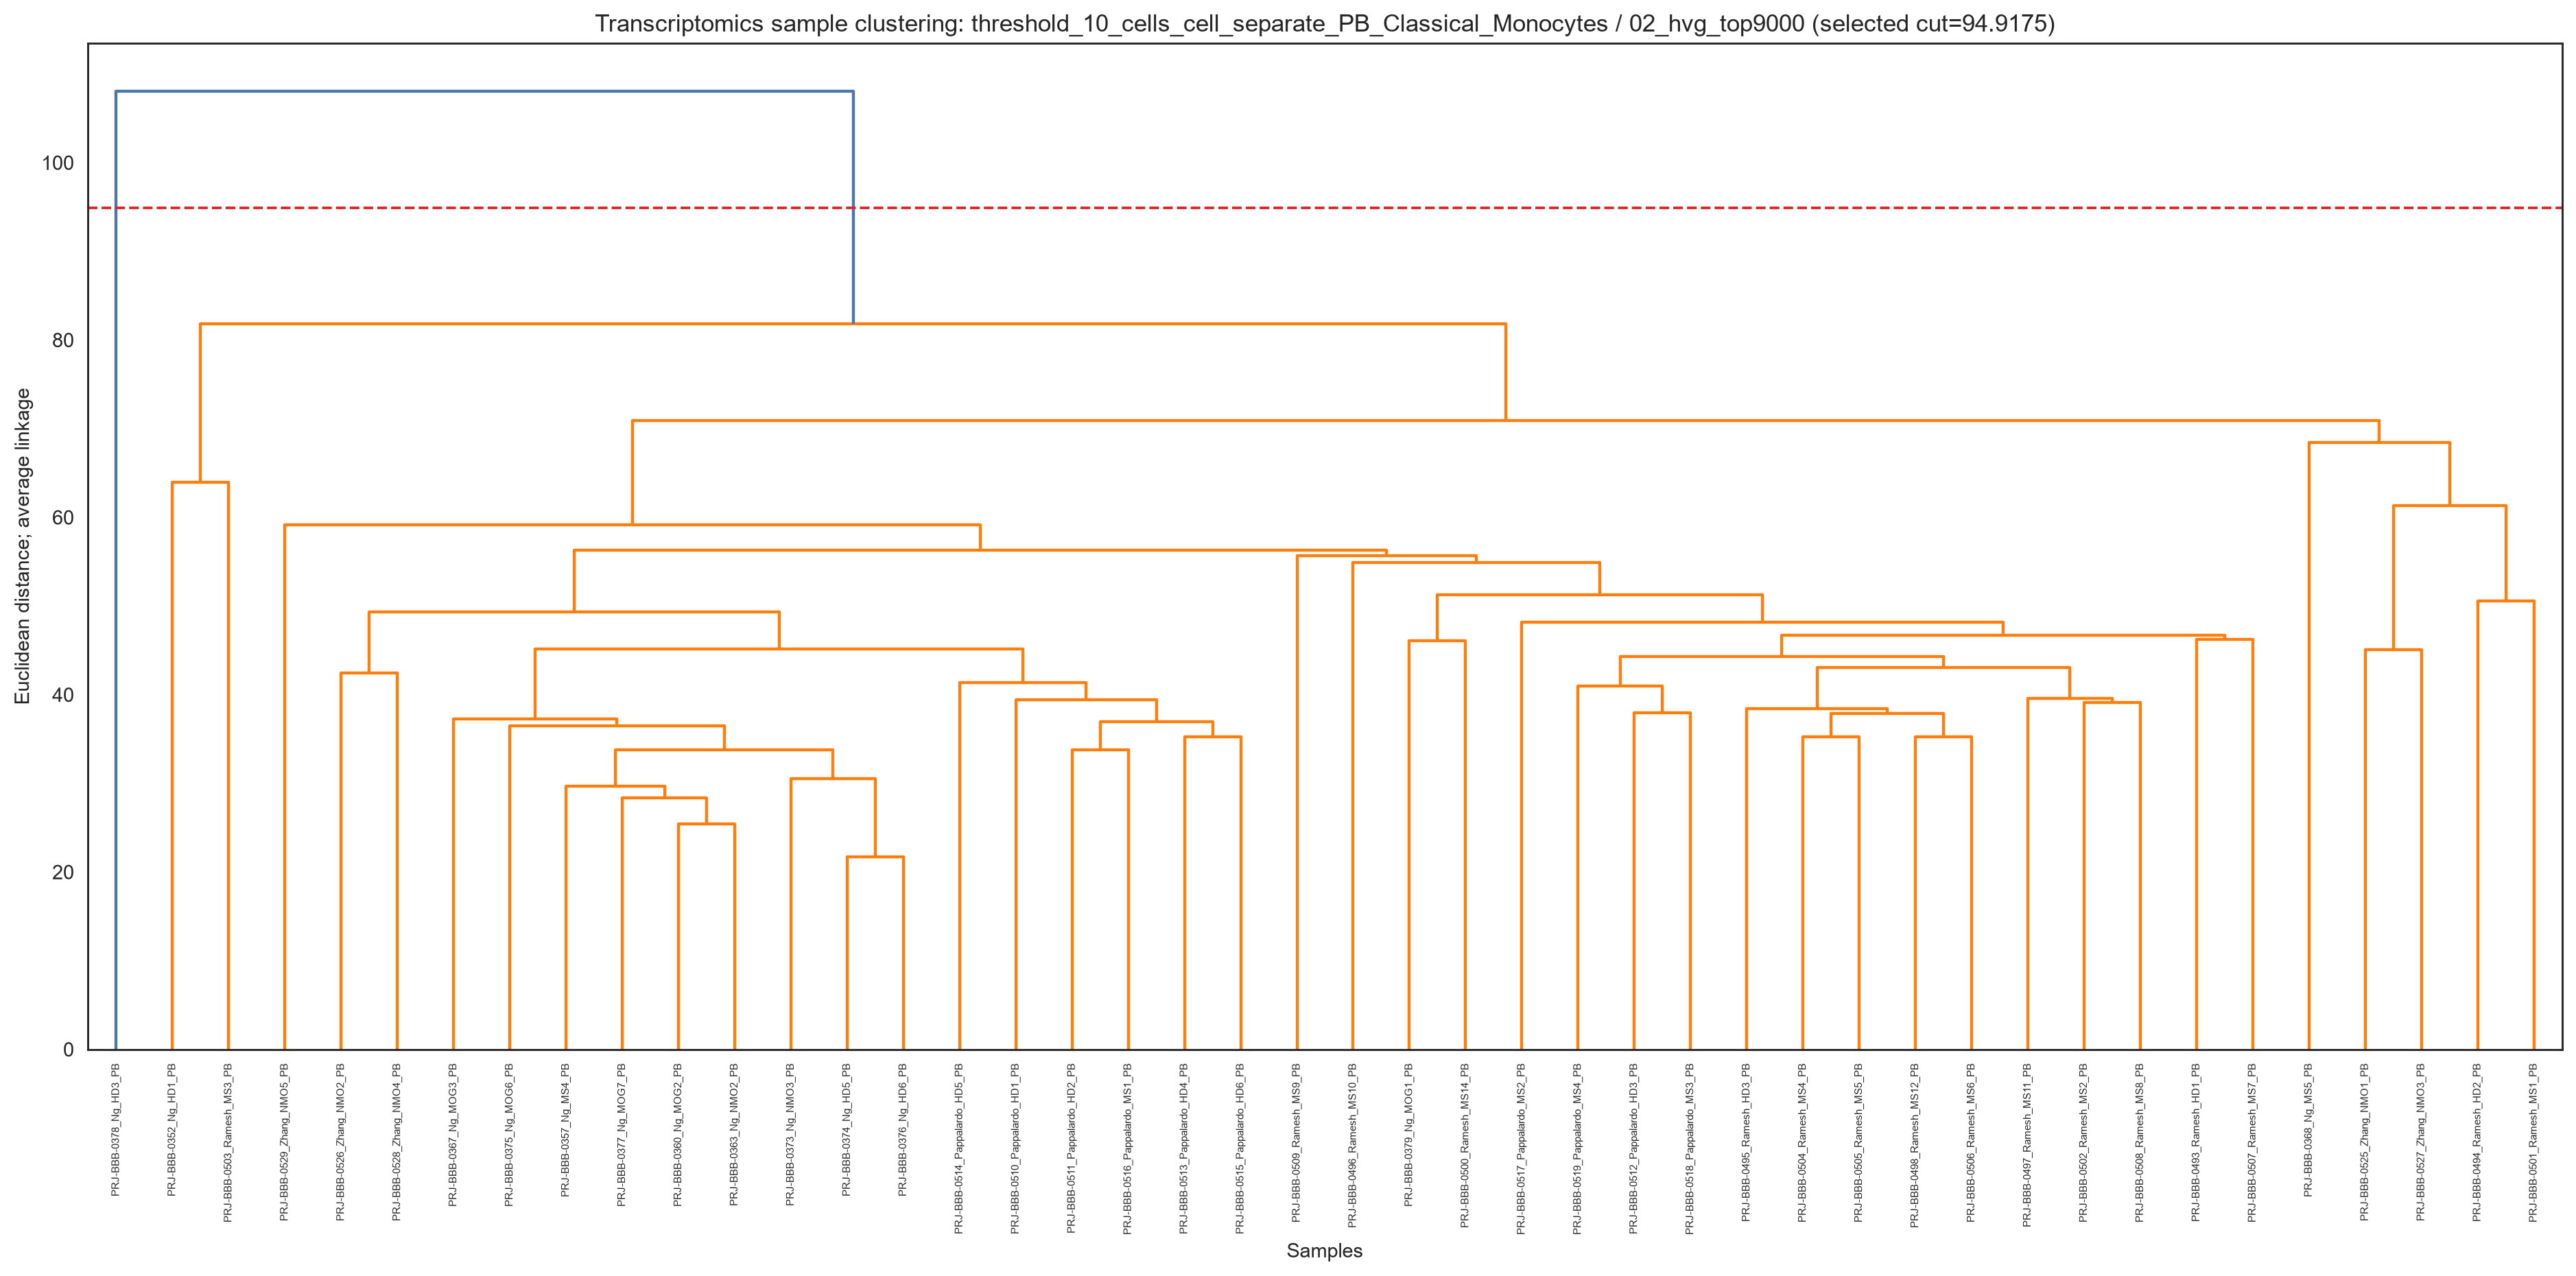 Transcriptomics sample clustering: threshold_10_cells_cell_separate_PB_Classical_Monocytes / 02_hvg_top9000 (selected cut=94.9175)
Euclidean distance; average linkage
100
80
60
40
20
0
PRJ-BBB-0378_Ng_HD3_PB
PRJ-BBB-0352_Ng_HD1_PB
PRJ-BBB-0503_Ramesh_MS3_PB
PRJ-BBB-0529_Zhang_NMO5_PB
PRJ-BBB-0526_Zhang_NMO2_PB
PRJ-BBB-0528_Zhang_NMO4_PB
PRJ-BBB-0367_Ng_MOG3_PB
PRJ-BBB-0375_Ng_MOG6_PB
PRJ-BBB-0357_Ng_MS4_PB
PRJ-BBB-0377_Ng_MOG7_PB
PRJ-BBB-0360_Ng_MOG2_PB
PRJ-BBB-0363_Ng_NMO2_PB
PRJ-BBB-0373_Ng_NMO3_PB
PRJ-BBB-0374_Ng_HD5_PB
PRJ-BBB-0376_Ng_HD6_PB
PRJ-BBB-0514_Pappalardo_HD5_PB
PRJ-BBB-0510_Pappalardo_HD1_PB
PRJ-BBB-0511_Pappalardo_HD2_PB
PRJ-BBB-0516_Pappalardo_MS1_PB
PRJ-BBB-0513_Pappalardo_HD4_PB
PRJ-BBB-0515_Pappalardo_HD6_PB
PRJ-BBB-0509_Ramesh_MS9_PB
PRJ-BBB-0496_Ramesh_MS10_PB
PRJ-BBB-0379_Ng_MOG1_PB
PRJ-BBB-0500_Ramesh_MS14_PB
PRJ-BBB-0517_Pappalardo_MS2_PB
PRJ-BBB-0519_Pappalardo_MS4_PB
PRJ-BBB-0512_Pappalardo_HD3_PB
PRJ-BBB-0518_Pappalardo_MS3_PB
PRJ-BBB-0495_Ramesh_HD3_PB
PRJ-BBB-0504_Ramesh_MS4_PB
PRJ-BBB-0505_Ramesh_MS5_PB
PRJ-BBB-0498_Ramesh_MS12_PB
PRJ-BBB-0506_Ramesh_MS6_PB
PRJ-BBB-0497_Ramesh_MS11_PB
PRJ-BBB-0502_Ramesh_MS2_PB
PRJ-BBB-0508_Ramesh_MS8_PB
PRJ-BBB-0493_Ramesh_HD1_PB
PRJ-BBB-0507_Ramesh_MS7_PB
PRJ-BBB-0368_Ng_MS5_PB
PRJ-BBB-0525_Zhang_NMO1_PB
PRJ-BBB-0527_Zhang_NMO3_PB
PRJ-BBB-0494_Ramesh_HD2_PB
PRJ-BBB-0501_Ramesh_MS1_PB
Samples